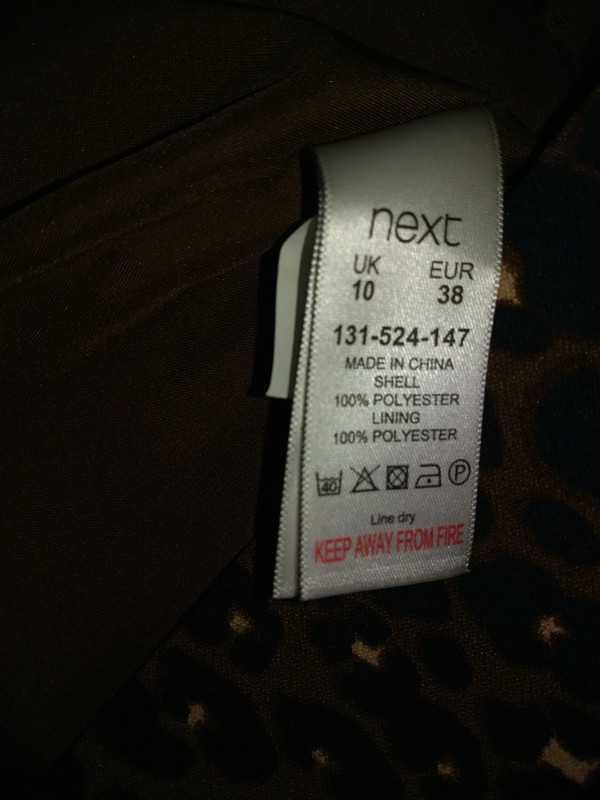 next
UK EUR
10 38
131-524-147
MADE IN CHINA
SHELL
100% POLYESTER
LINING
100% POLYESTER
40 P
Line dry
KEEP AWAY FROM FIRE